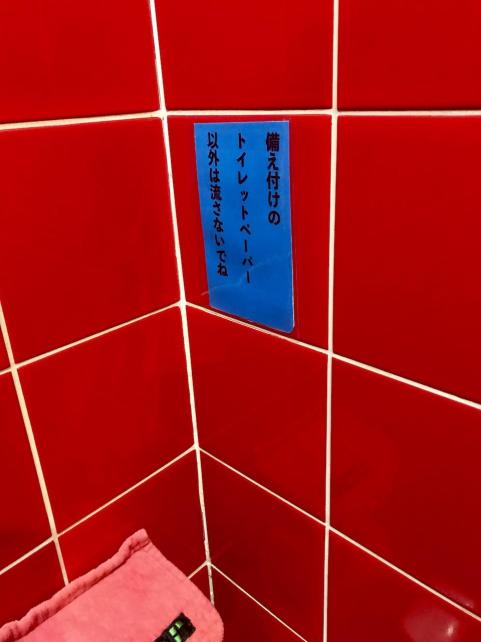 備え付けの
トイレットペーパー
以外は流さないでね